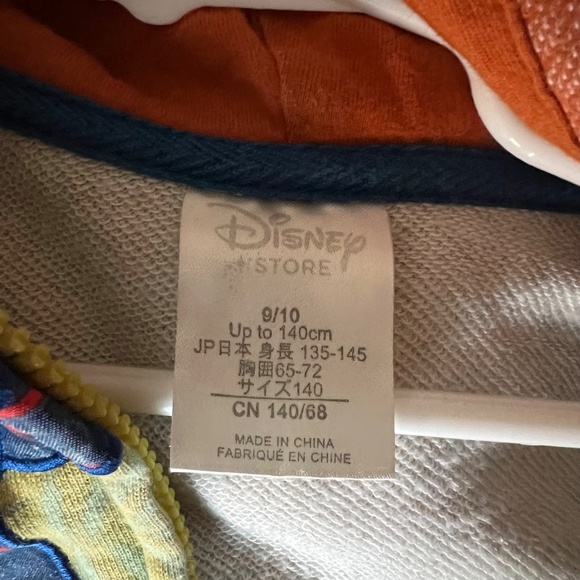 Disney
STORE
9/10
Up to 140cm
JP日本 身長 135-145
胸囲65-72
サイズ140
CN 140/68
MADE IN CHINA
FABRIQUÉ EN CHINE